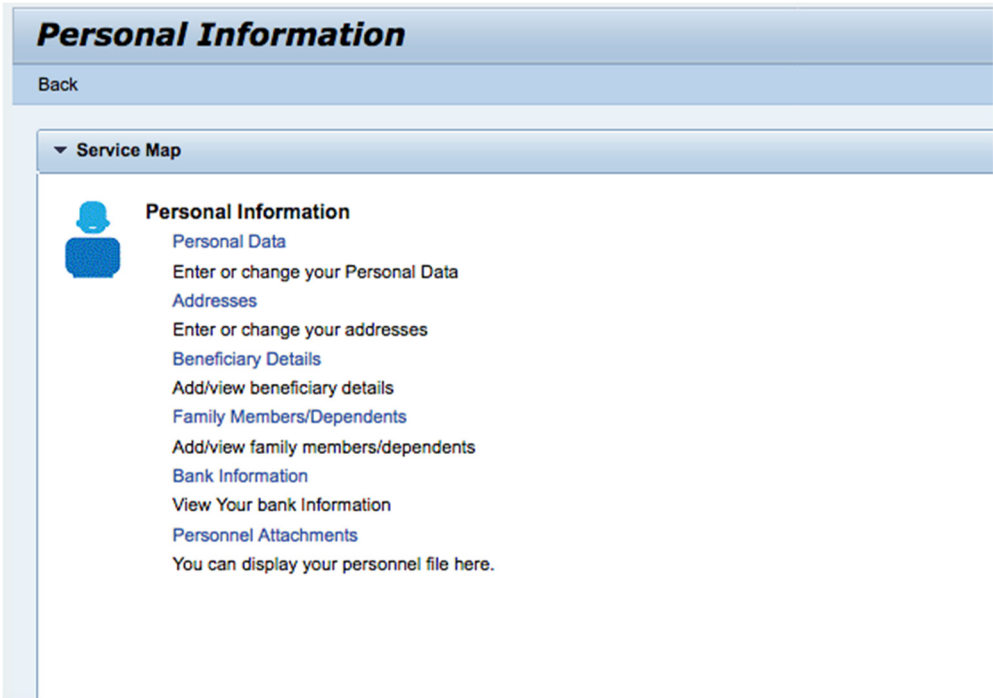 Personal Information
Back
Service Map
Personal Information
Personal Data
Enter or change your Personal Data
Addresses
Enter or change your addresses
Beneficiary Details
Add/view beneficiary details
Family Members/Dependents
Add/view family members/dependents
Bank Information
View Your bank Information
Personnel Attachments
You can display your personnel file here.